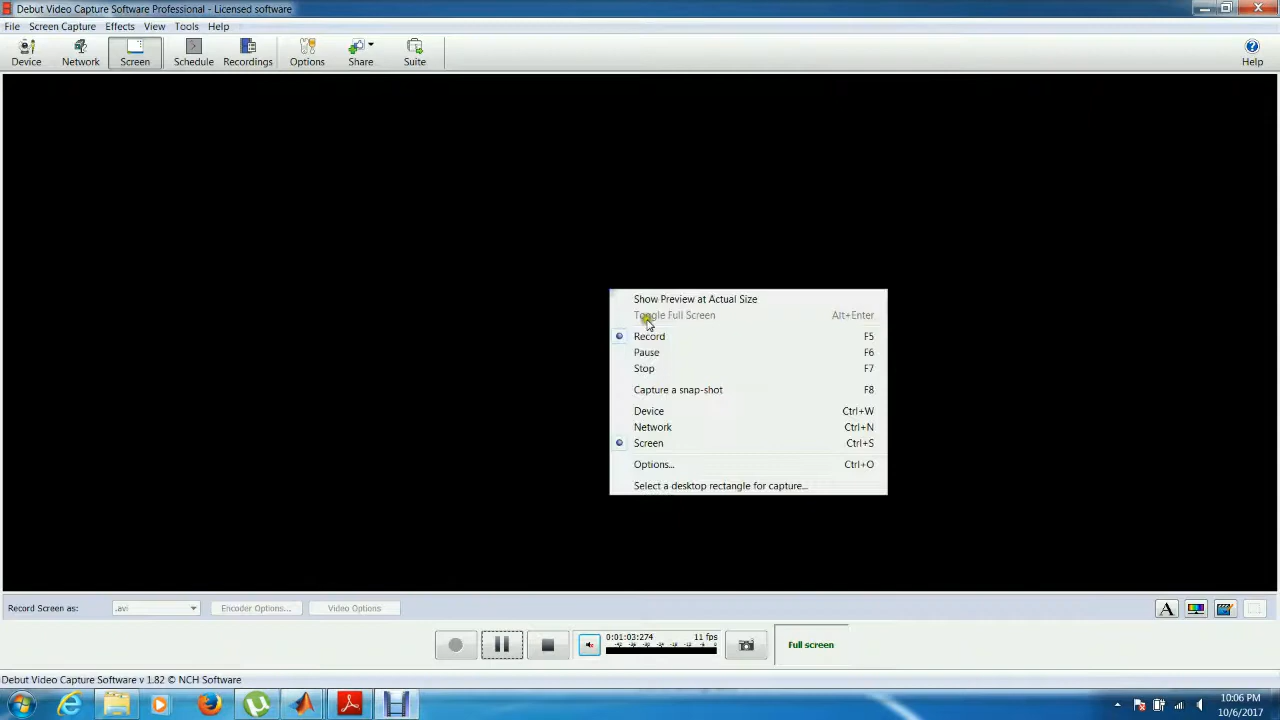 Debut Video Capture Software Professional - Licensed software
File Screen Capture Effects View Tools Help
Device Network Screen Schedule Recordings Options Share Suite Help
Show Preview at Actual Size
Toggle Full Screen Alt+Enter
Record F5
Pause F6
Stop F7
Capture a snap-shot F8
Device Ctrl+W
Network Ctrl+N
Screen Ctrl+S
Options... Ctrl+O
Select a desktop rectangle for capture...
Record Screen as: .avi Encoder Options... Video Options A
0:01:03:274 11 fps
Full screen
Debut Video Capture Software v 1.82 © NCH Software
10:06 PM
10/6/2017